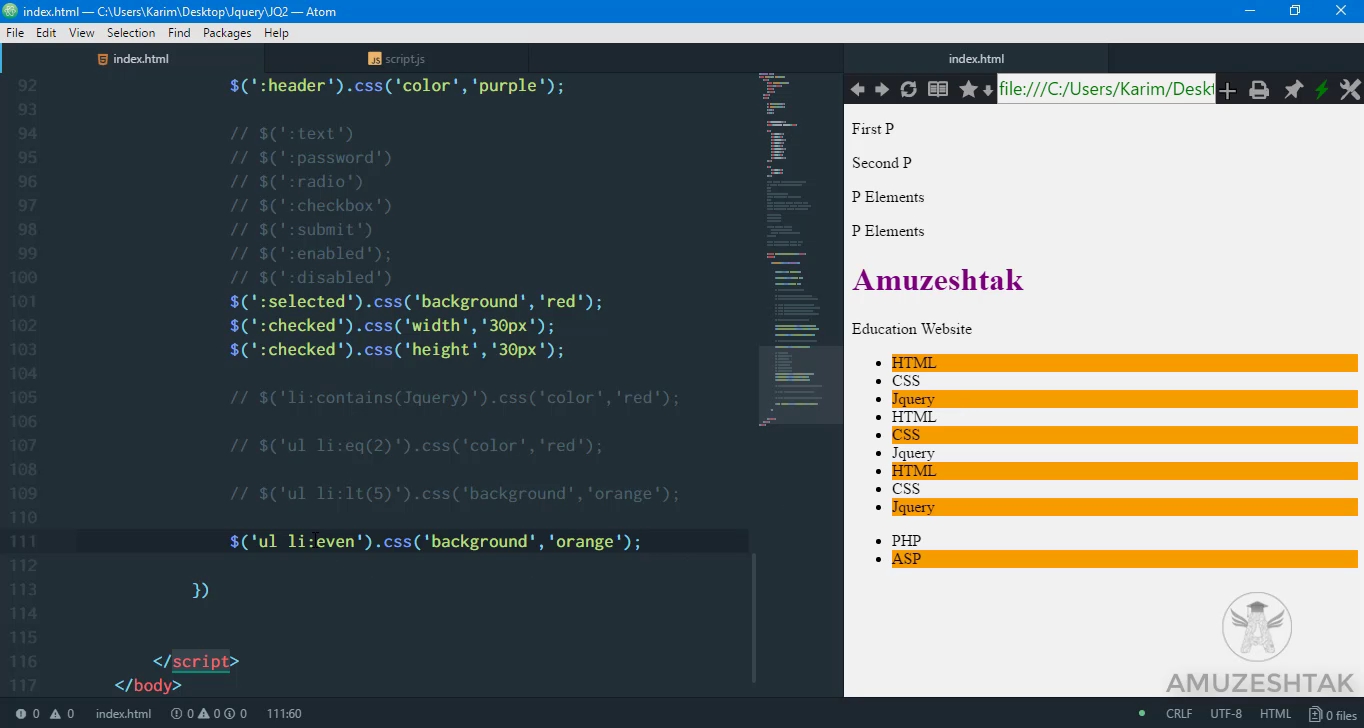 index.html — C:\Users\Karim\Desktop\Jquery\JQ2 — Atom
File Edit View Selection Find Packages Help
index.html
script.js
index.html
file:///C:/Users/Karim/Deskt
92 $(':header').css('color','purple');
93
94 // $(':text')
95 // $(':password')
96 // $(':radio')
97 // $(':checkbox')
98 // $(':submit')
99 // $(':enabled');
100 // $(':disabled')
101 $(':selected').css('background','red');
102 $(':checked').css('width','30px');
103 $(':checked').css('height','30px');
104
105 // $('li:contains(Jquery)').css('color','red');
106
107 // $('ul li:eq(2)').css('color','red');
108
109 // $('ul li:lt(5)').css('background','orange');
110
111 $('ul li:even').css('background','orange');
112
113 })
114
115
116 </script>
117 </body>
First P
Second P
P Elements
P Elements
Amuzeshtak
Education Website
HTML
CSS
Jquery
HTML
CSS
Jquery
HTML
CSS
Jquery
PHP
ASP
AMUZESHTAK
0 0 index.html 0 0 0 111:60 CRLF UTF-8 HTML 0 files